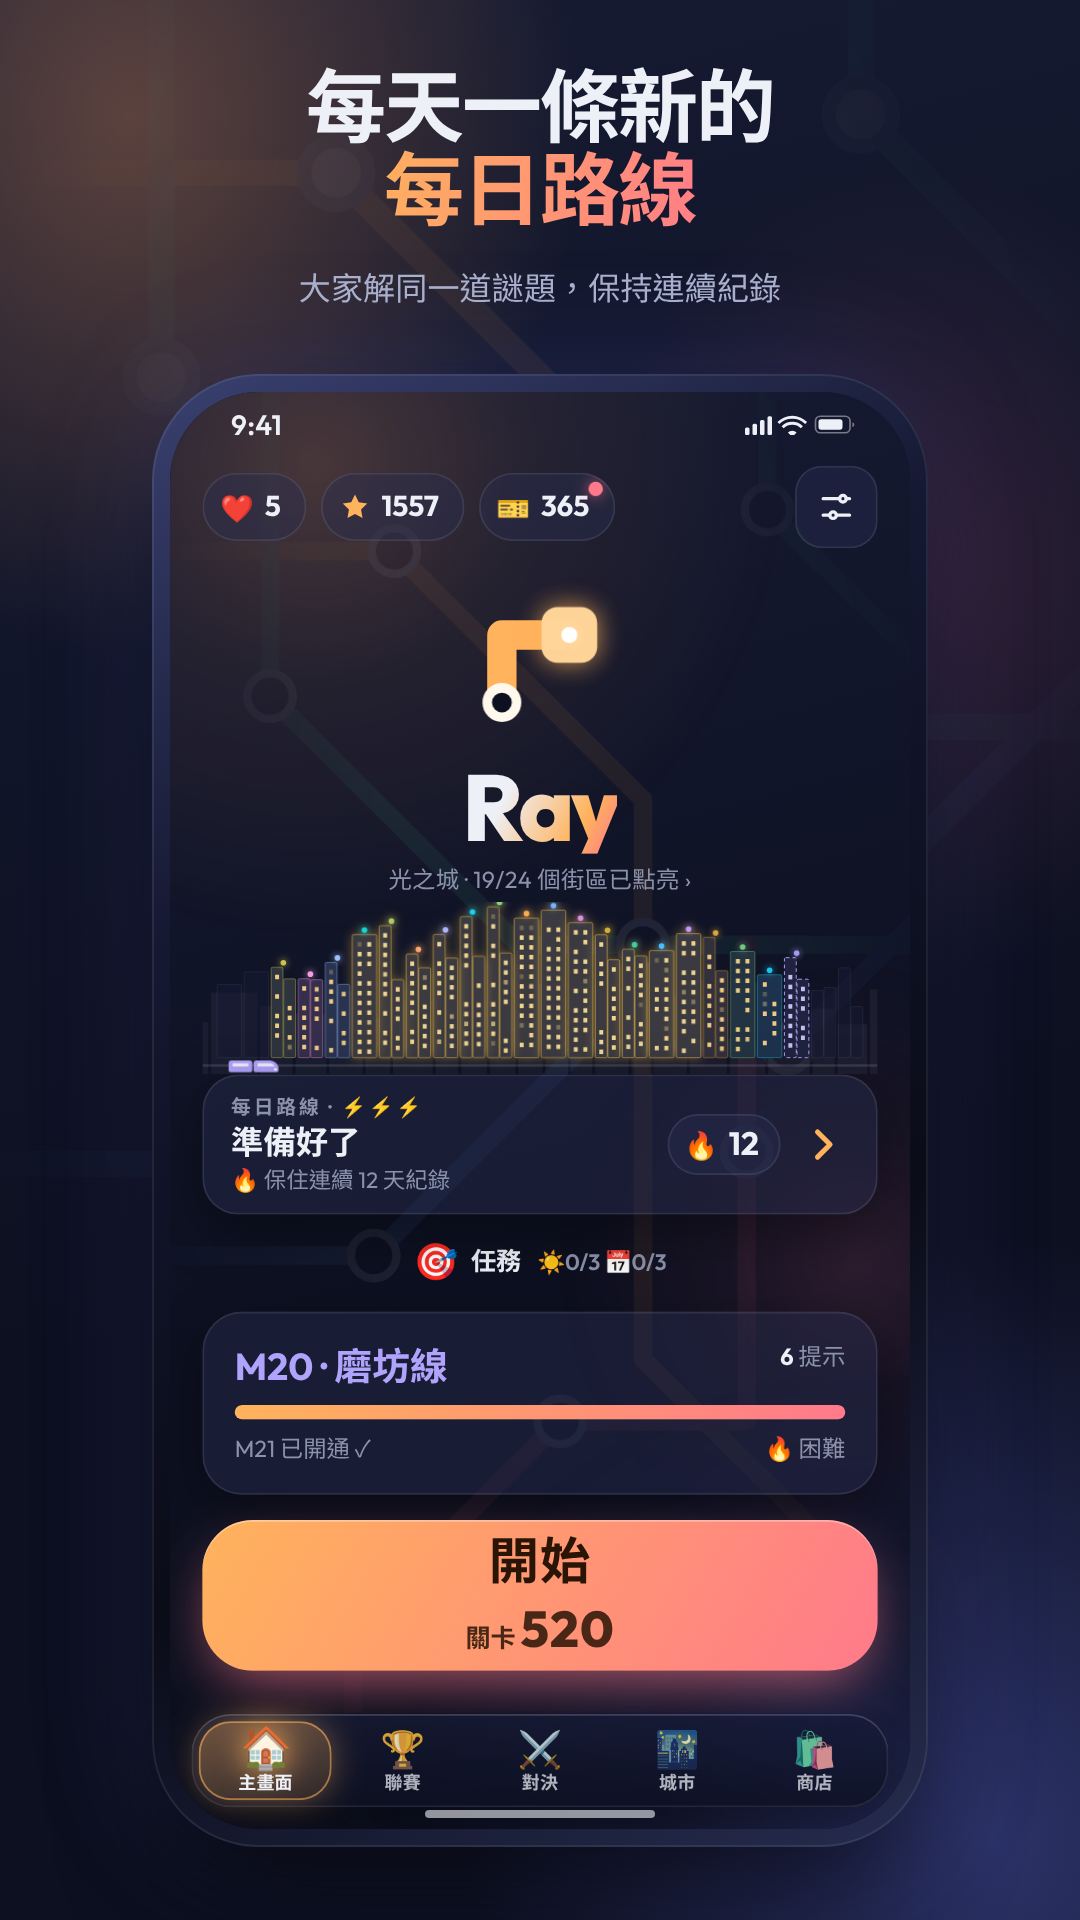 每天一條新的
每日路線
大家解同一道謎題，保持連續紀錄
9:41
❤️ 5
★ 1557
🎫 365
Ray
光之城 · 19/24 個街區已點亮 ›
每日路線 · ⚡⚡⚡
準備好了
🔥 12
🔥 保住連續 12 天紀錄
🎯 任務 ☀️0/3 📅0/3
M20 · 磨坊線
6 提示
M21 已開通 ✓
🔥 困難
開始
關卡 520
主畫面
聯賽
對決
城市
商店